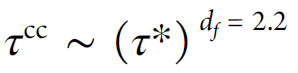 τ^cc ∼ (τ*)^d_f = 2.2